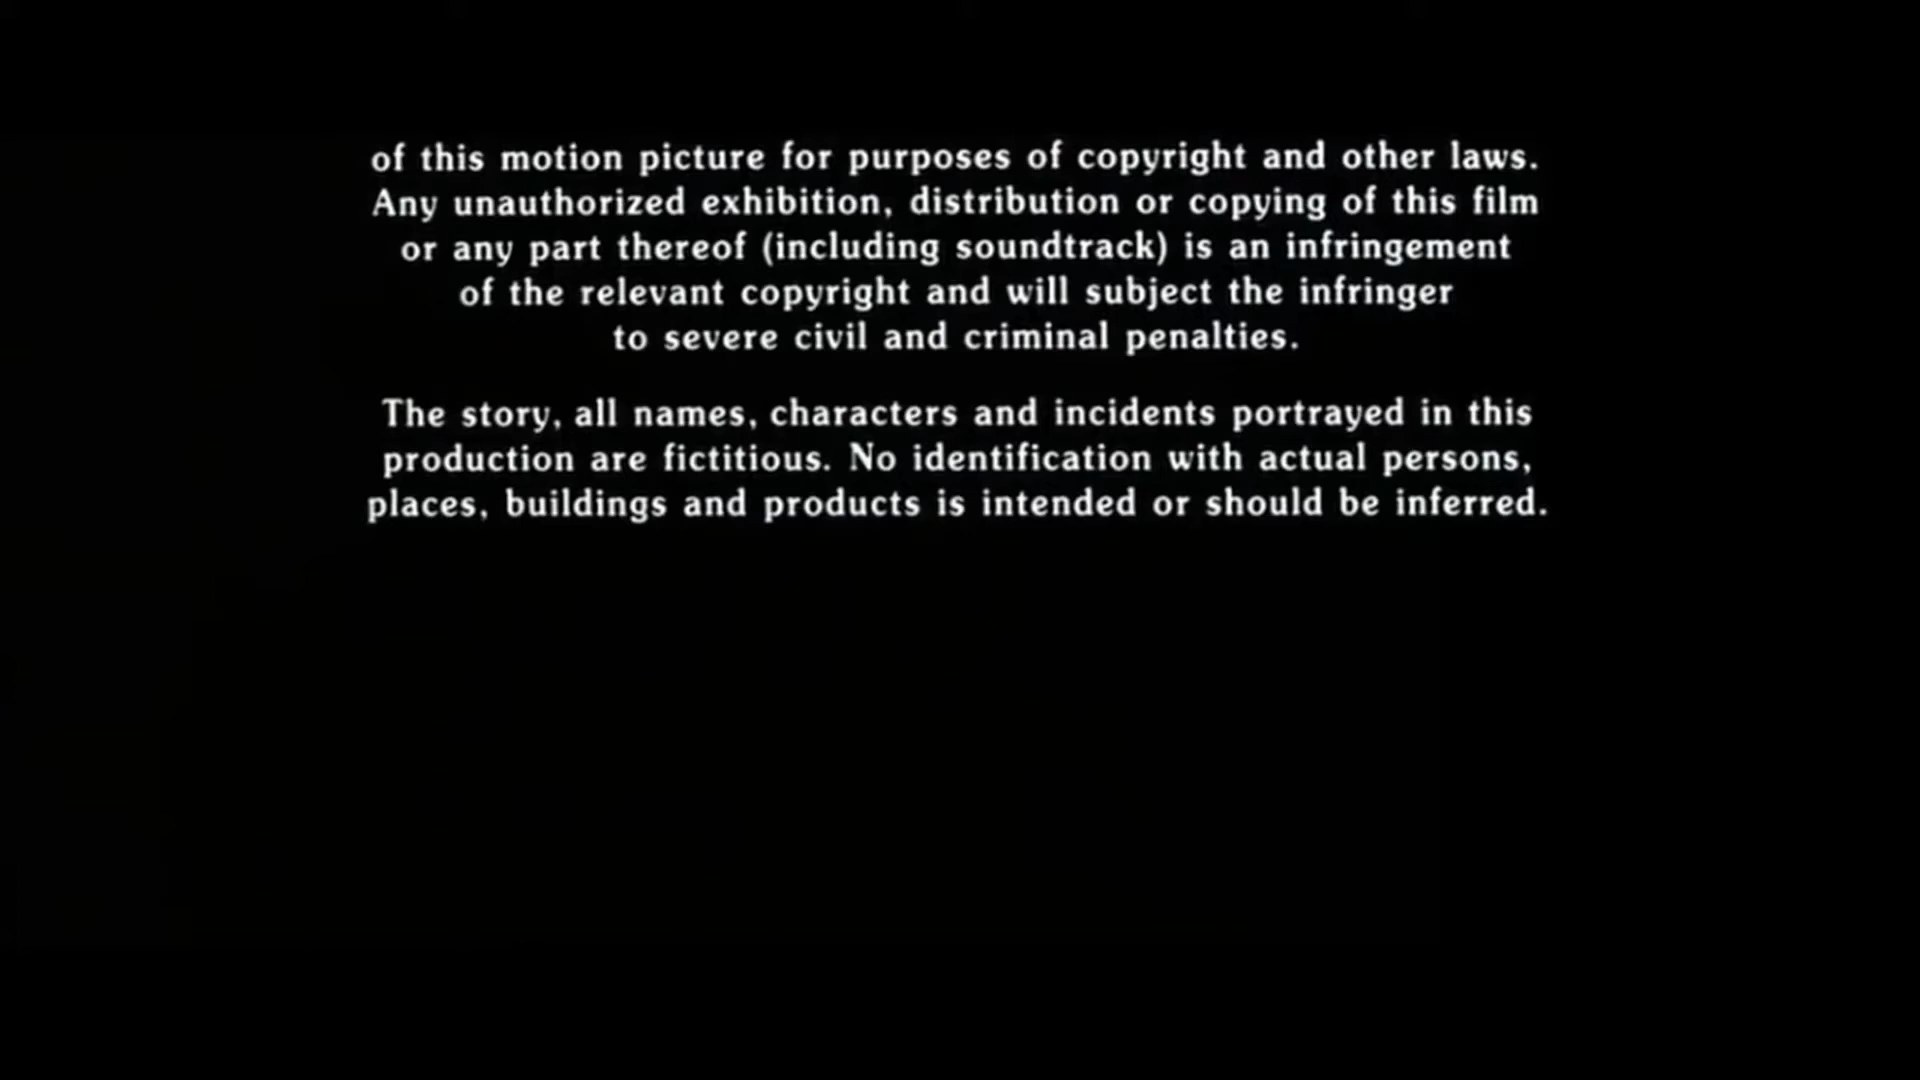 of this motion picture for purposes of copyright and other laws.
Any unauthorized exhibition, distribution or copying of this film
or any part thereof (including soundtrack) is an infringement
of the relevant copyright and will subject the infringer
to severe civil and criminal penalties.
The story, all names, characters and incidents portrayed in this
production are fictitious. No identification with actual persons,
places, buildings and products is intended or should be inferred.